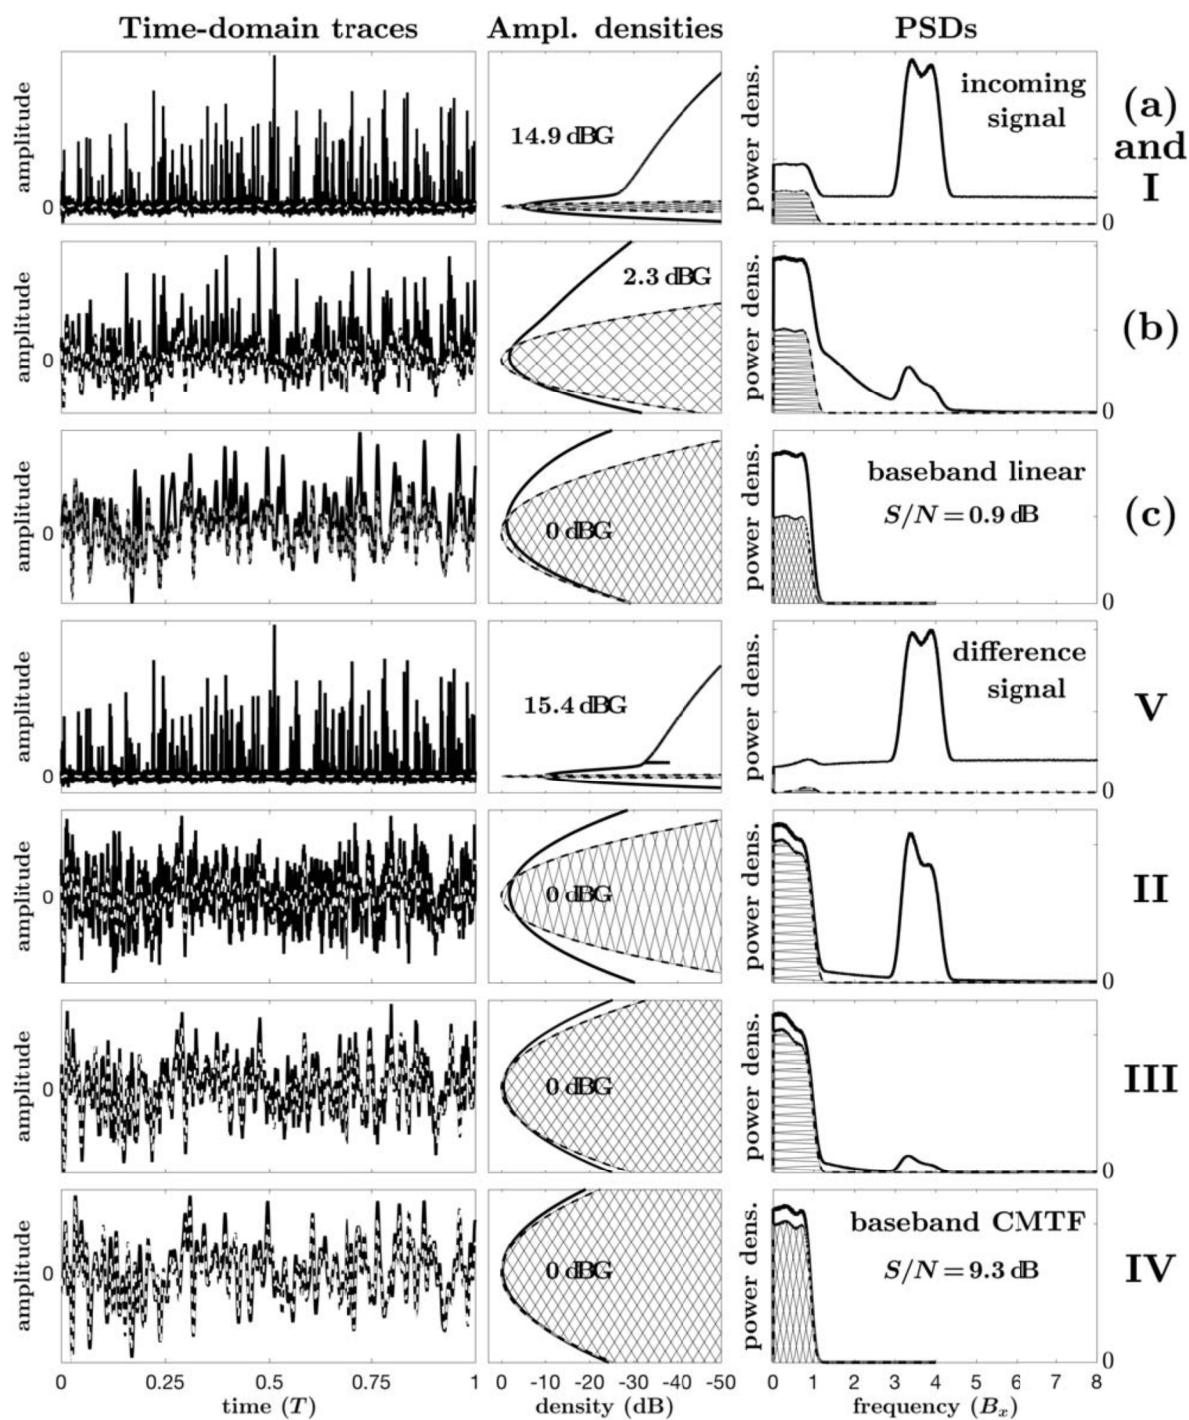 Time-domain traces Ampl. densities PSDs
amplitude
0
14.9 dBG
power dens.
incoming
signal
0
(a)
and
I
amplitude
0
2.3 dBG
power dens.
0
(b)
amplitude
0
0 dBG
power dens.
baseband linear
S/N = 0.9 dB
0
(c)
amplitude
0
15.4 dBG
power dens.
difference
signal
0
V
amplitude
0
0 dBG
power dens.
0
II
amplitude
0
0 dBG
power dens.
0
III
amplitude
0
0 dBG
power dens.
baseband CMTF
S/N = 9.3 dB
0
IV
0 0.25 0.5 0.75 1 0 -10 -20 -30 -40 -50 0 1 2 3 4 5 6 7 8
time (T) density (dB) frequency (Bx)